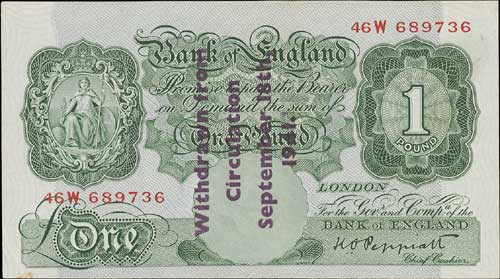 46W 689736
Bank of England
Promise to pay the Bearer
on Demand the sum of
One Pound
1
POUND
Withdrawn from
Circulation
September 18th
1941.
46W 689736
LONDON
For the Gov.r and Comp.a of the
BANK OF ENGLAND
K O Peppiatt
Chief Cashier.
£ One